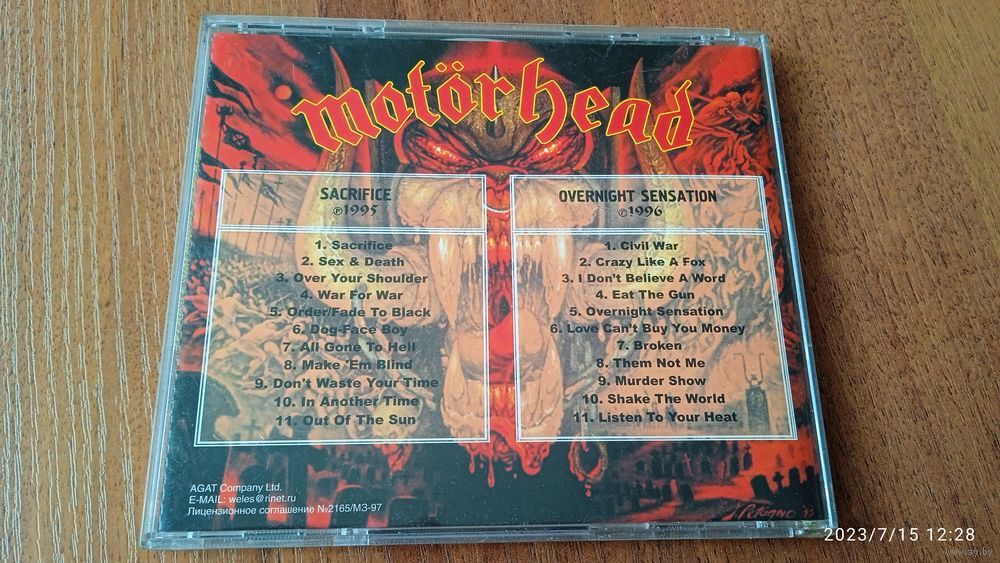 motörhead
SACRIFICE
℗1995
1. Sacrifice
2. Sex & Death
3. Over Your Shoulder
4. War For War
5. Order/Fade To Black
6. Dog-Face Boy
7. All Gone To Hell
8. Make 'Em Blind
9. Don't Waste Your Time
10. In Another Time
11. Out Of The Sun
OVERNIGHT SENSATION
℗1996
1. Civil War
2. Crazy Like A Fox
3. I Don't Believe A Word
4. Eat The Gun
5. Overnight Sensation
6. Love Can't Buy You Money
7. Broken
8. Them Not Me
9. Murder Show
10. Shake The World
11. Listen To Your Heat
AGAT Company Ltd.
E-MAIL: weles@rinet.ru
Лицензионное соглашение №2165/МЗ-97
2023/7/15 12:28
www.ay.by